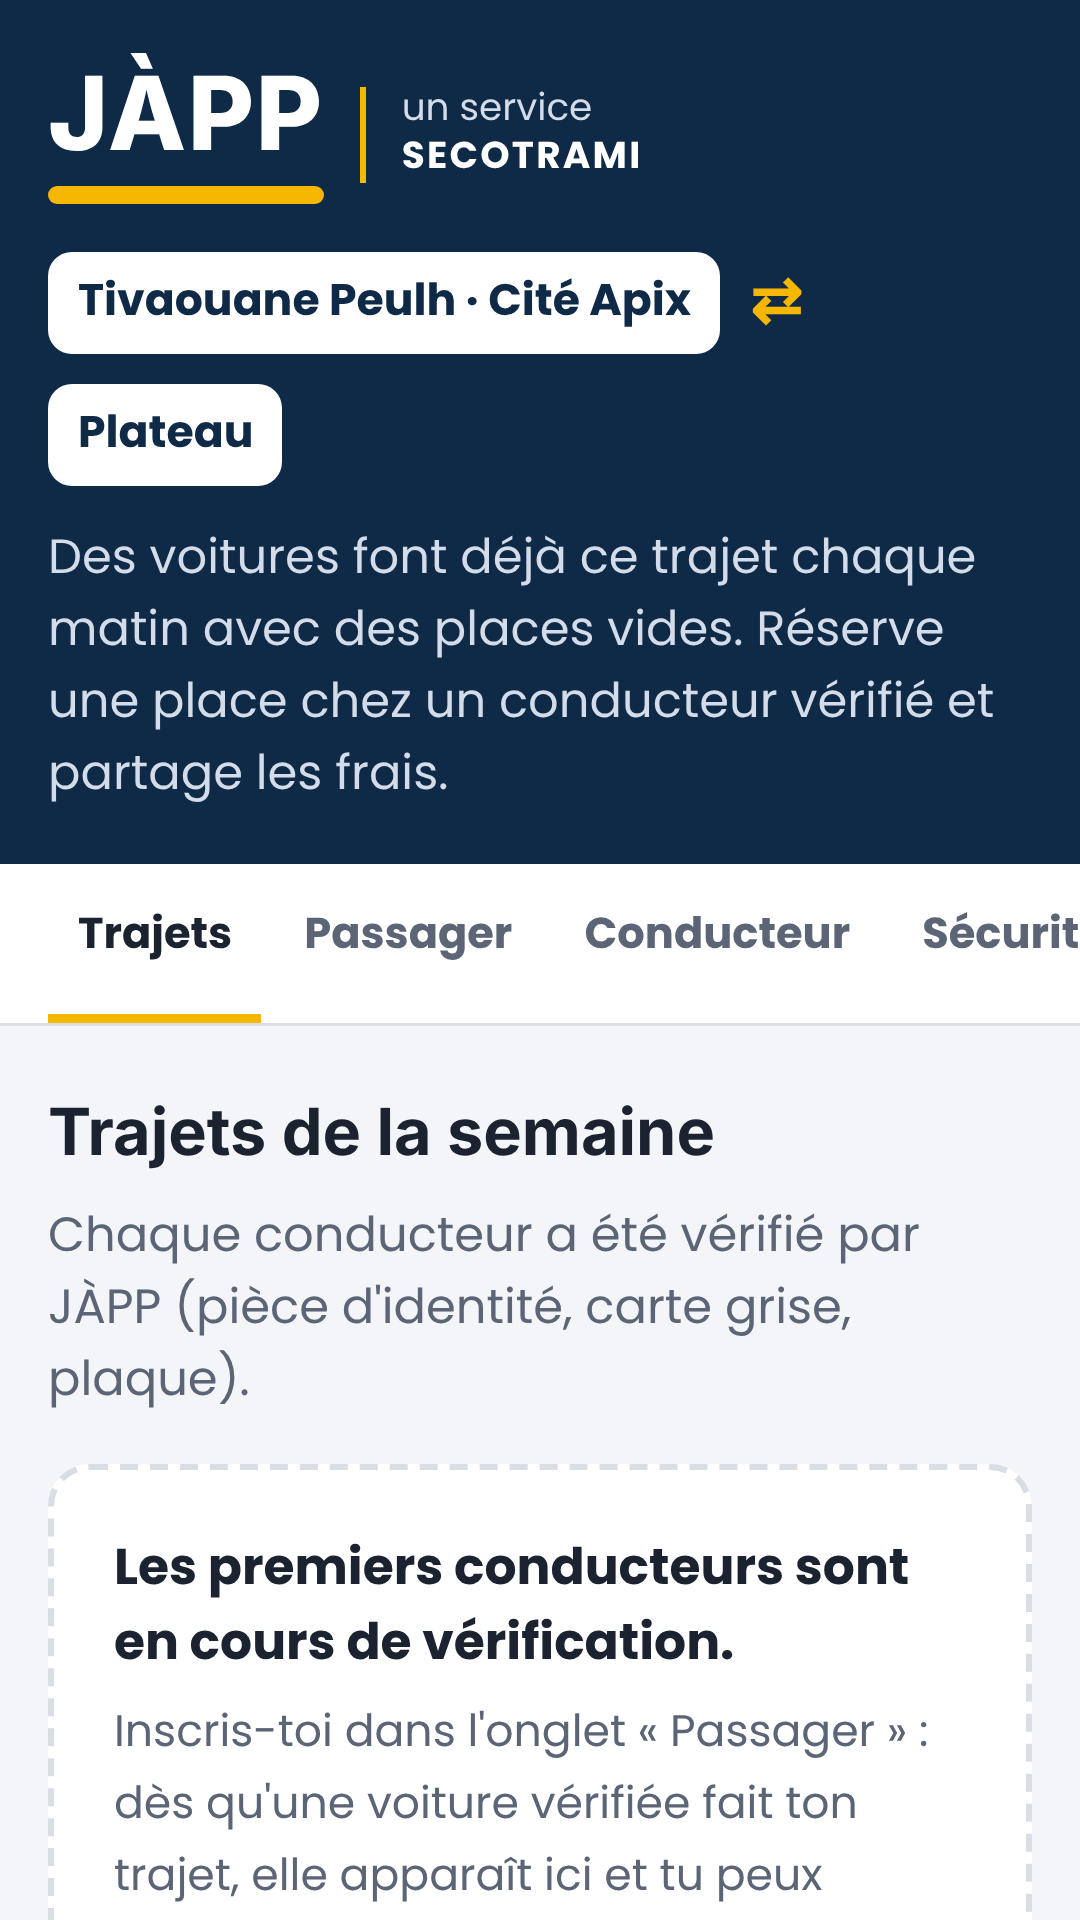 JÀPP
un service
SECOTRAMI
Tivaouane Peulh · Cité Apix ⇄
Plateau
Des voitures font déjà ce trajet chaque
matin avec des places vides. Réserve
une place chez un conducteur vérifié et
partage les frais.
Trajets Passager Conducteur Sécurit
Trajets de la semaine
Chaque conducteur a été vérifié par
JÀPP (pièce d'identité, carte grise,
plaque).
Les premiers conducteurs sont
en cours de vérification.
Inscris-toi dans l'onglet « Passager » :
dès qu'une voiture vérifiée fait ton
trajet, elle apparaît ici et tu peux